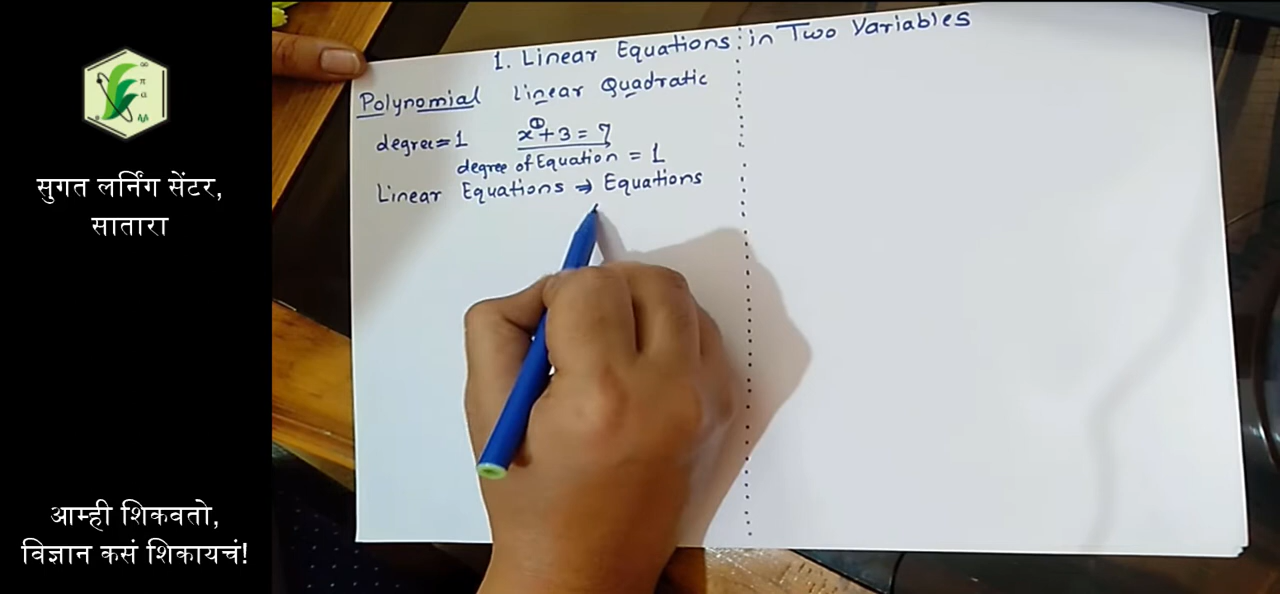 ∞
π
α
सुगत लर्निंग सेंटर,
सातारा
आम्ही शिकवतो,
विज्ञान कसं शिकायचं!
1. Linear Equations in Two Variables
Polynomial linear Quadratic
degree = 1 x¹ + 3 = 7
degree of Equation = 1
Linear Equations ⇒ Equations